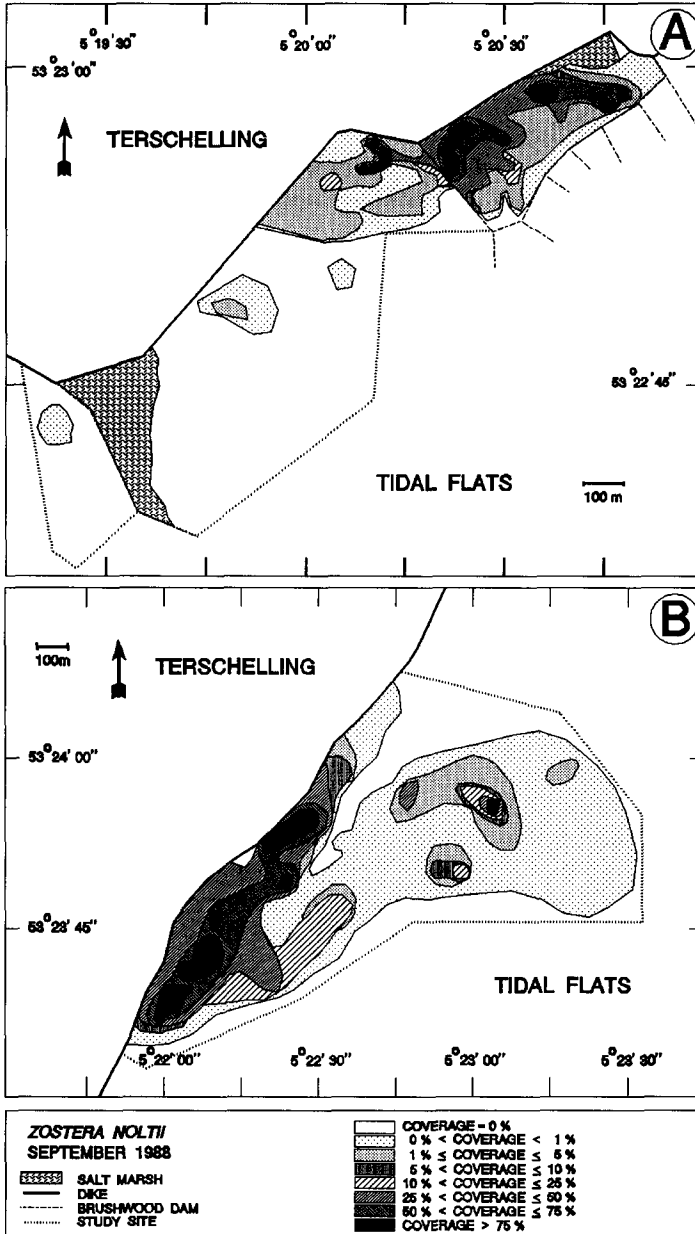 5° 19' 30" 5° 20' 00" 5° 20' 30"
A
53° 23' 00"
TERSCHELLING
53° 22' 45"
TIDAL FLATS
100 m
B
100m
TERSCHELLING
53° 24' 00"
53° 23' 45"
TIDAL FLATS
5° 22' 00" 5° 22' 30" 5° 23' 00" 5° 23' 30"
ZOSTERA NOLTII
SEPTEMBER 1988
SALT MARSH
DIKE
BRUSHWOOD DAM
STUDY SITE
COVERAGE = 0 %
0 % < COVERAGE < 1 %
1 % ≤ COVERAGE ≤ 5 %
5 % < COVERAGE ≤ 10 %
10 % < COVERAGE ≤ 25 %
25 % < COVERAGE ≤ 50 %
50 % < COVERAGE ≤ 75 %
COVERAGE > 75 %